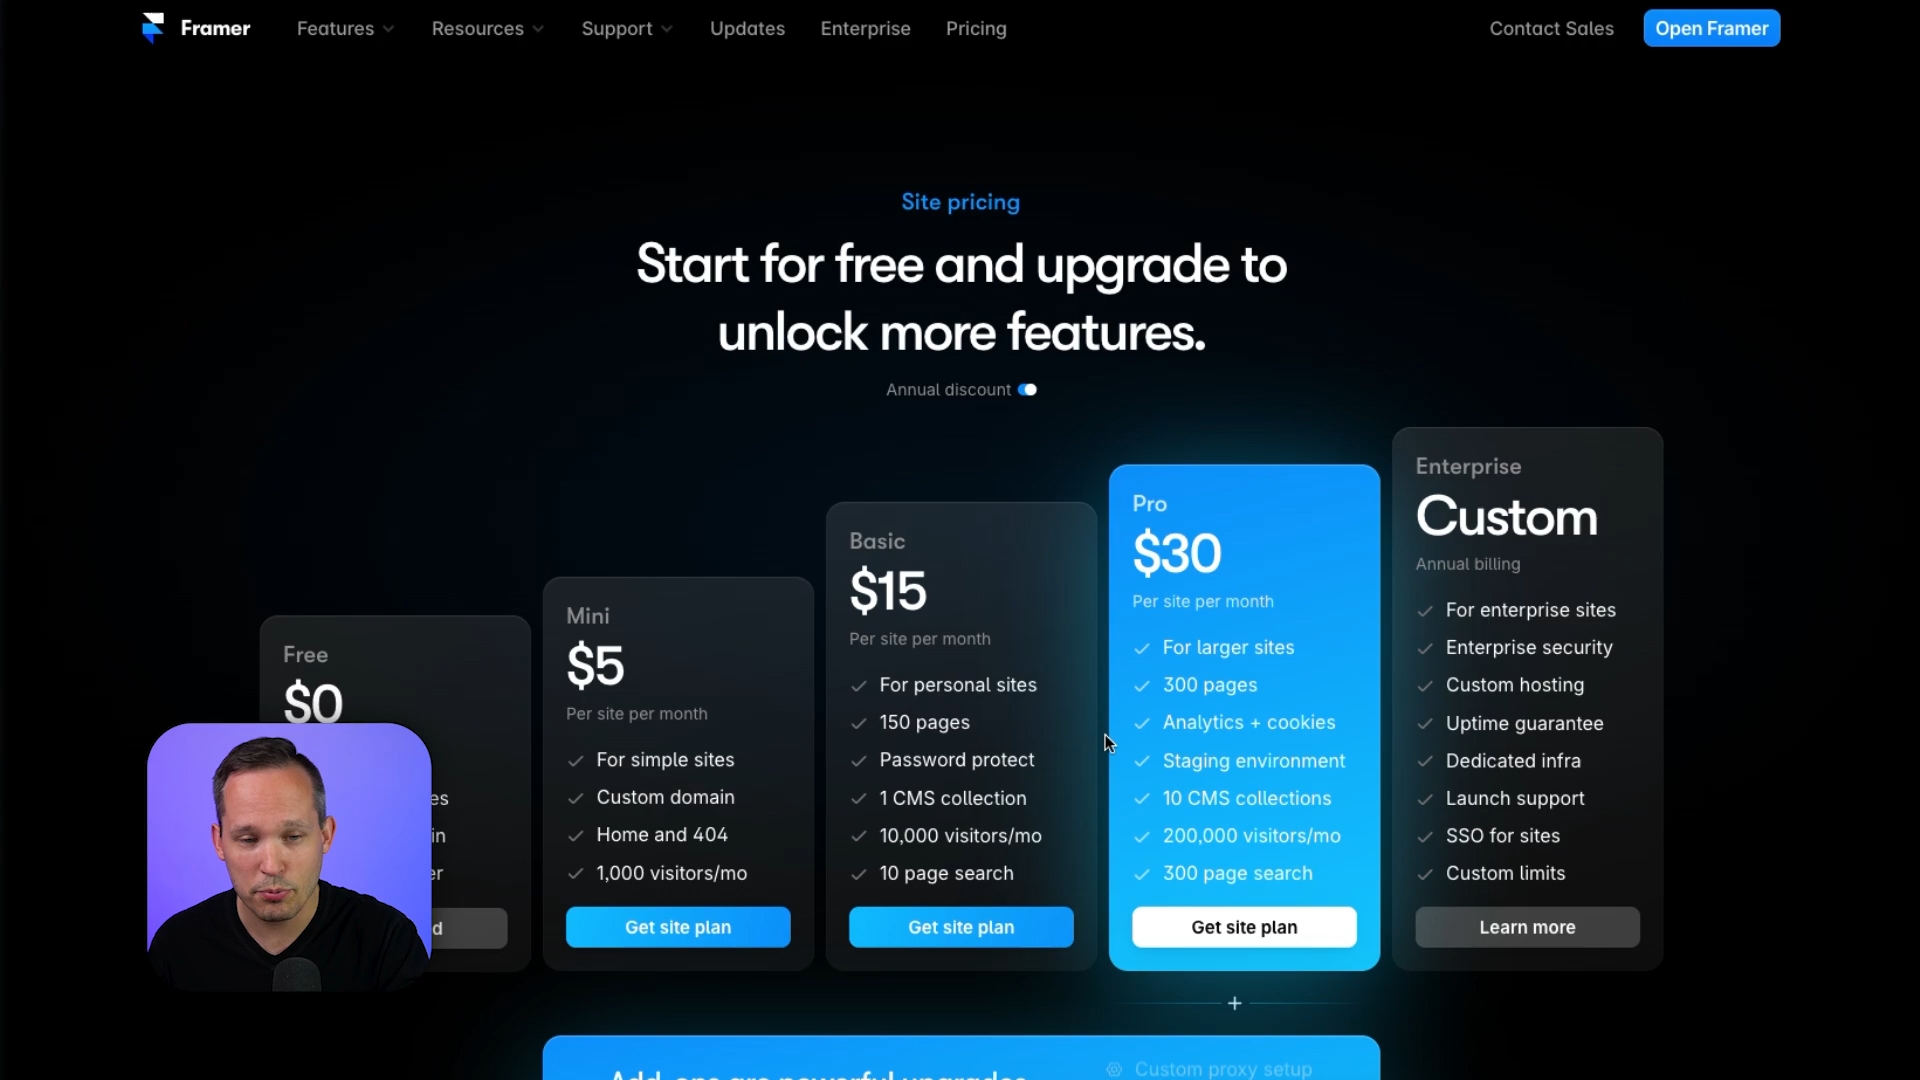 Framer
Features
Resources
Support
Updates
Enterprise
Pricing
Contact Sales
Open Framer
Site pricing
Start for free and upgrade to
unlock more features.
Annual discount
Free
$0
es
in
er
d
Mini
$5
Per site per month
For simple sites
Custom domain
Home and 404
1,000 visitors/mo
Get site plan
Basic
$15
Per site per month
For personal sites
150 pages
Password protect
1 CMS collection
10,000 visitors/mo
10 page search
Get site plan
Pro
$30
Per site per month
For larger sites
300 pages
Analytics + cookies
Staging environment
10 CMS collections
200,000 visitors/mo
300 page search
Get site plan
Enterprise
Custom
Annual billing
For enterprise sites
Enterprise security
Custom hosting
Uptime guarantee
Dedicated infra
Launch support
SSO for sites
Custom limits
Learn more
+
Add-ons are powerful upgrades
Custom proxy setup